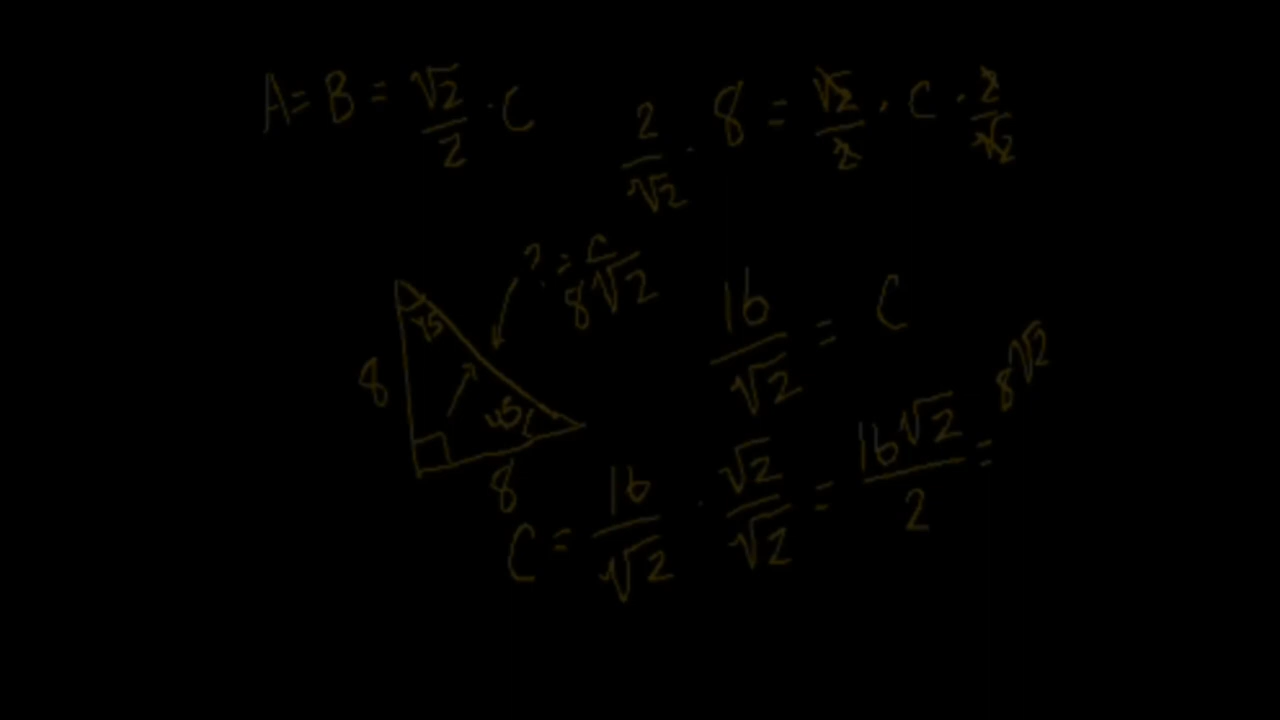 A = B = √2/2 · C
2/√2 · 8 = √2/2 · C · 2/√2
? = C
8√2
45
8
45
8
16/√2 = C
C = 16/√2 · √2/√2 = 16√2/2 = 8√2